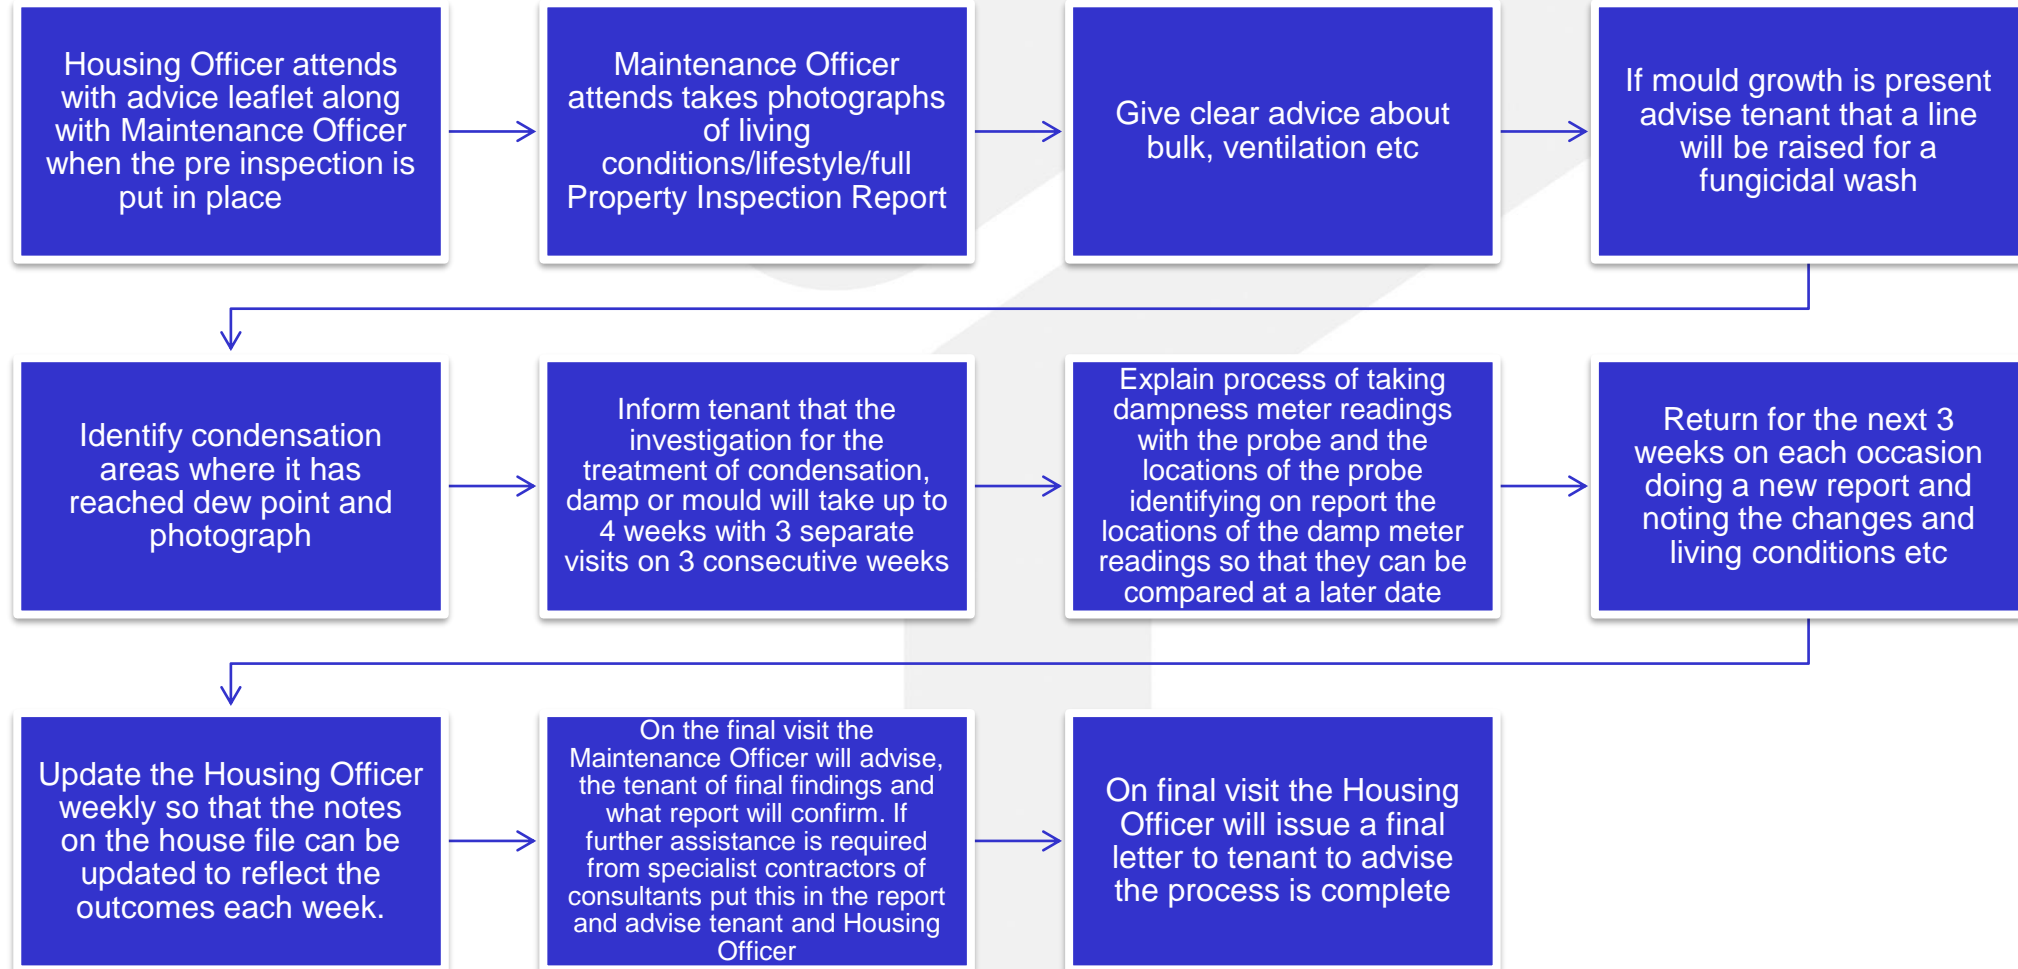 Housing Officer attends
with advice leaflet along
with Maintenance Officer
when the pre inspection is
put in place
Maintenance Officer
attends takes photographs
of living
conditions/lifestyle/full
Property Inspection Report
Give clear advice about
bulk, ventilation etc
If mould growth is present
advise tenant that a line
will be raised for a
fungicidal wash
Identify condensation
areas where it has
reached dew point and
photograph
Inform tenant that the
investigation for the
treatment of condensation,
damp or mould will take up to
4 weeks with 3 separate
visits on 3 consecutive weeks
Explain process of taking
dampness meter readings
with the probe and the
locations of the probe
identifying on report the
locations of the damp meter
readings so that they can be
compared at a later date
Return for the next 3
weeks on each occasion
doing a new report and
noting the changes and
living conditions etc
Update the Housing Officer
weekly so that the notes
on the house file can be
updated to reflect the
outcomes each week.
On the final visit the
Maintenance Officer will advise,
the tenant of final findings and
what report will confirm. If
further assistance is required
from specialist contractors of
consultants put this in the report
and advise tenant and Housing
Officer
On final visit the Housing
Officer will issue a final
letter to tenant to advise
the process is complete